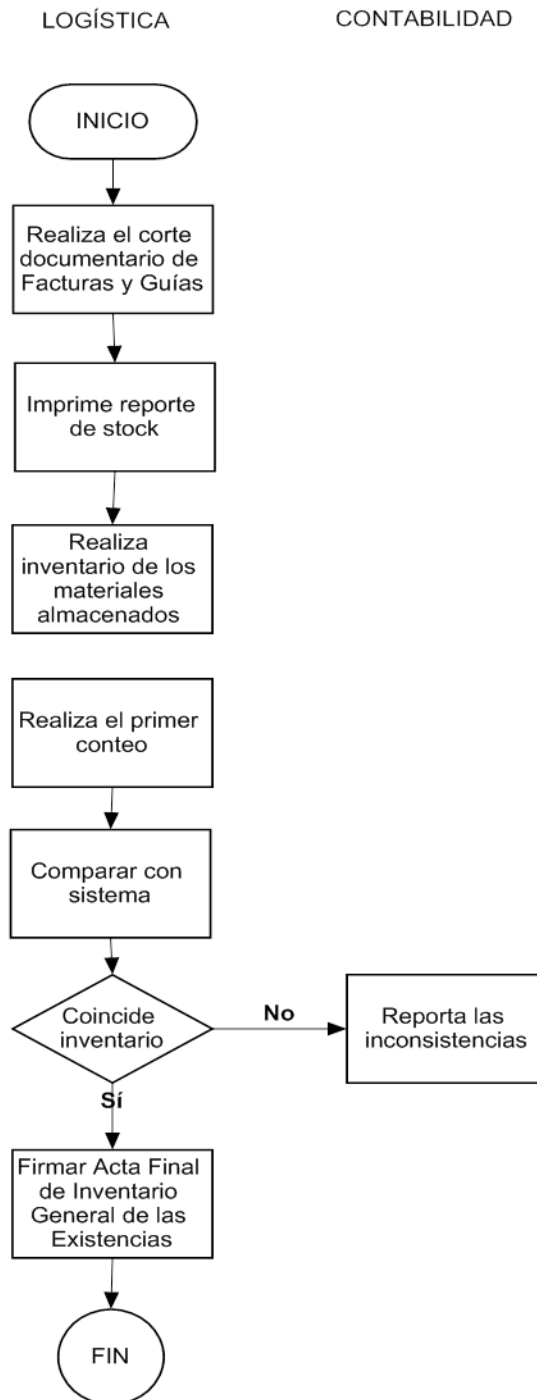 LOGÍSTICA
CONTABILIDAD
INICIO
Realiza el corte
documentario de
Facturas y Guías
Imprime reporte
de stock
Realiza
inventario de los
materiales
almacenados
Realiza el primer
conteo
Comparar con
sistema
Coincide
inventario
No
Reporta las
inconsistencias
Sí
Firmar Acta Final
de Inventario
General de las
Existencias
FIN